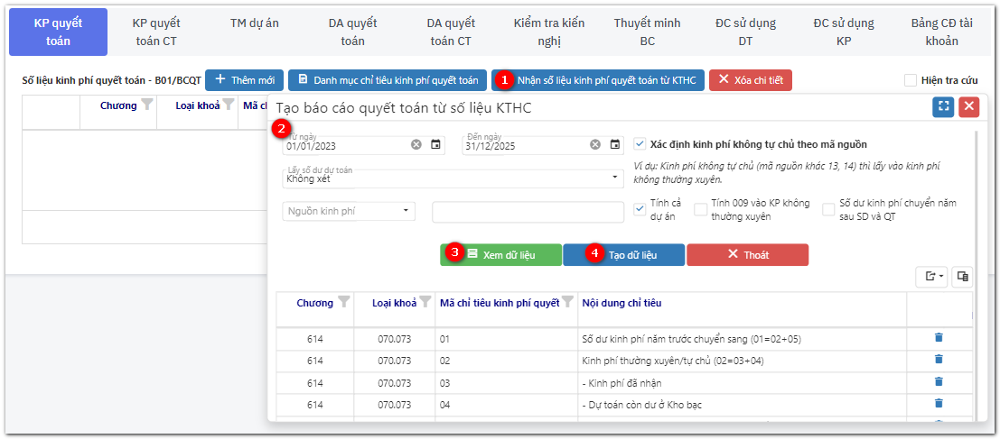 KP quyết toán
KP quyết toán CT
TM dự án
DA quyết toán
DA quyết toán CT
Kiểm tra kiến nghị
Thuyết minh BC
ĐC sử dụng DT
ĐC sử dụng KP
Bảng CĐ tài khoản
Số liệu kinh phí quyết toán - B01/BCQT
Thêm mới
Danh mục chỉ tiêu kinh phí quyết toán
1 Nhận số liệu kinh phí quyết toán từ KTHC
Xóa chi tiết
Hiện tra cứu
Chương Loại khoả Mã c
Tạo báo cáo quyết toán từ số liệu KTHC
2
Từ ngày
01/01/2023
Đến ngày
31/12/2025
Xác định kinh phí không tự chủ theo mã nguồn
Ví dụ: Kinh phí không tự chủ (mã nguồn khác 13, 14) thì lấy vào kinh phí
không thường xuyên.
Lấy số dư dự toán
Không xét
Nguồn kinh phí
Tính cả dự án
Tính 009 vào KP không thường xuyên
Số dư kinh phí chuyển năm sau SD và QT
3 Xem dữ liệu
4 Tạo dữ liệu
Thoát
Chương Loại khoả Mã chỉ tiêu kinh phí quyết Nội dung chỉ tiêu
614 070.073 01 Số dư kinh phí năm trước chuyển sang (01=02+05)
614 070.073 02 Kinh phí thường xuyên/tự chủ (02=03+04)
614 070.073 03 - Kinh phí đã nhận
614 070.073 04 - Dự toán còn dư ở Kho bạc